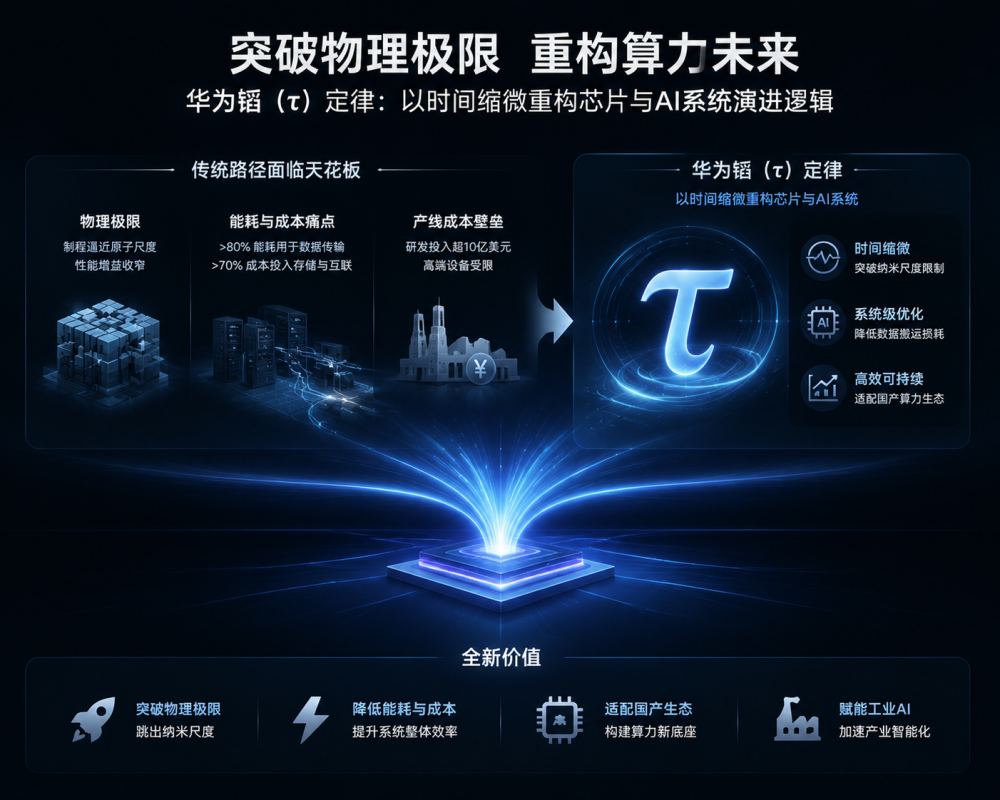 突破物理极限 重构算力未来
华为韬（τ）定律：以时间缩微重构芯片与AI系统演进逻辑
传统路径面临天花板
物理极限
制程逼近原子尺度
性能增益收窄
能耗与成本痛点
>80% 能耗用于数据传输
>70% 成本投入存储与互联
产线成本壁垒
研发投入超10亿美元
高端设备受限
¥
华为韬（τ）定律
以时间缩微重构芯片与AI系统
τ
时间缩微
突破纳米尺度限制
AI
系统级优化
降低数据搬运损耗
高效可持续
适配国产算力生态
全新价值
突破物理极限
跳出纳米尺度
降低能耗与成本
提升系统整体效率
适配国产生态
构建算力新底座
赋能工业AI
加速产业智能化